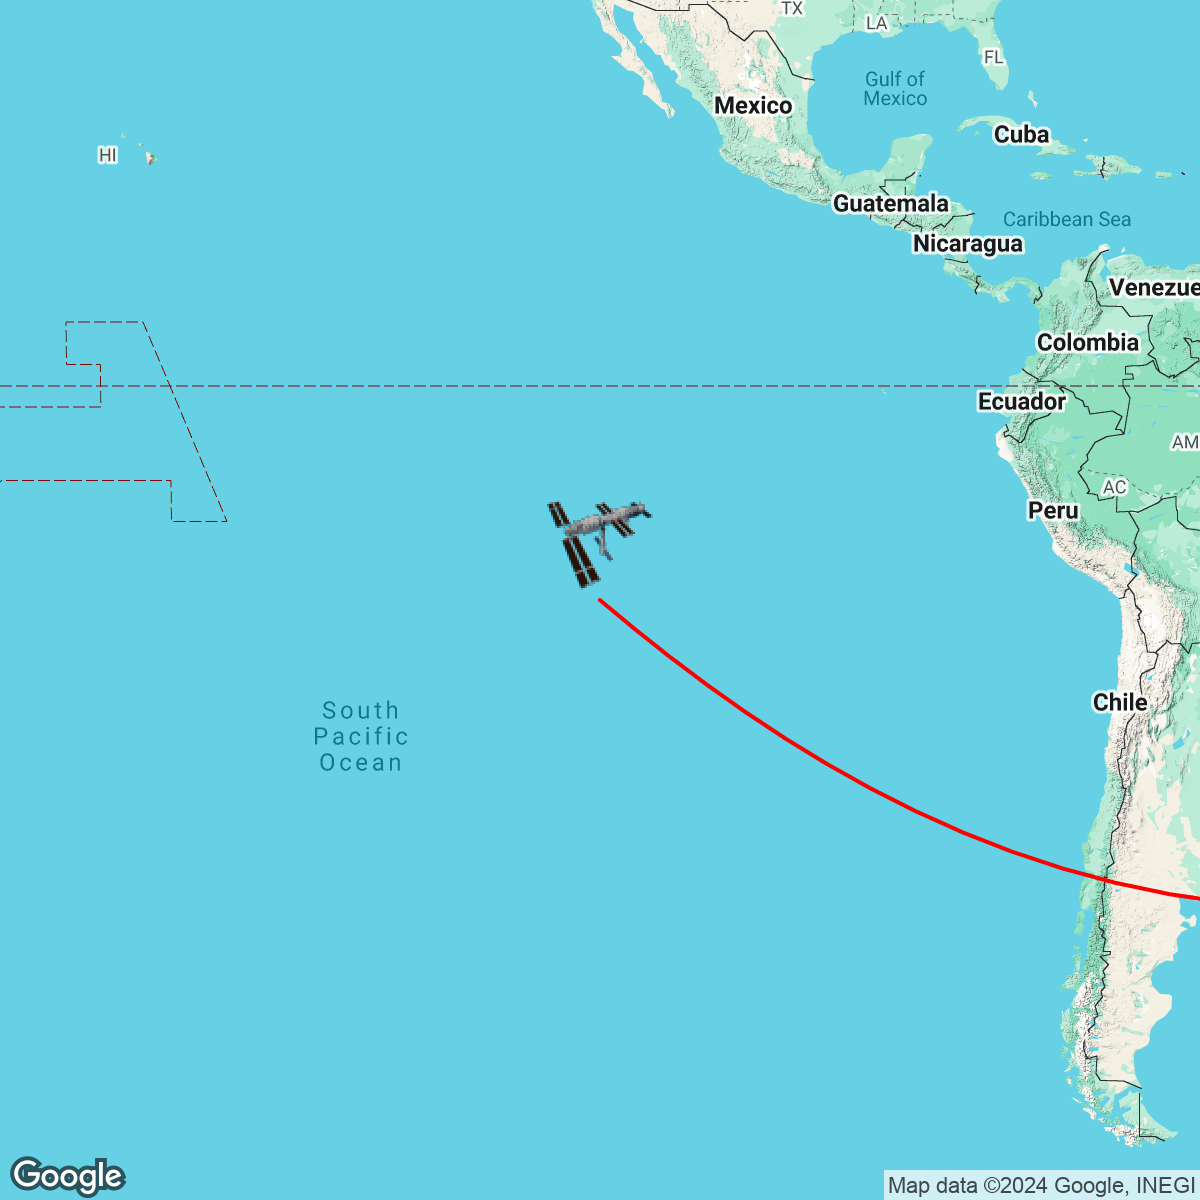 TX
LA
FL
Gulf of
Mexico
Mexico
Cuba
HI
Guatemala
Caribbean Sea
Nicaragua
Venezue
Colombia
Ecuador
AM
AC
Peru
Chile
South
Pacific
Ocean
Google
Map data ©2024 Google, INEGI